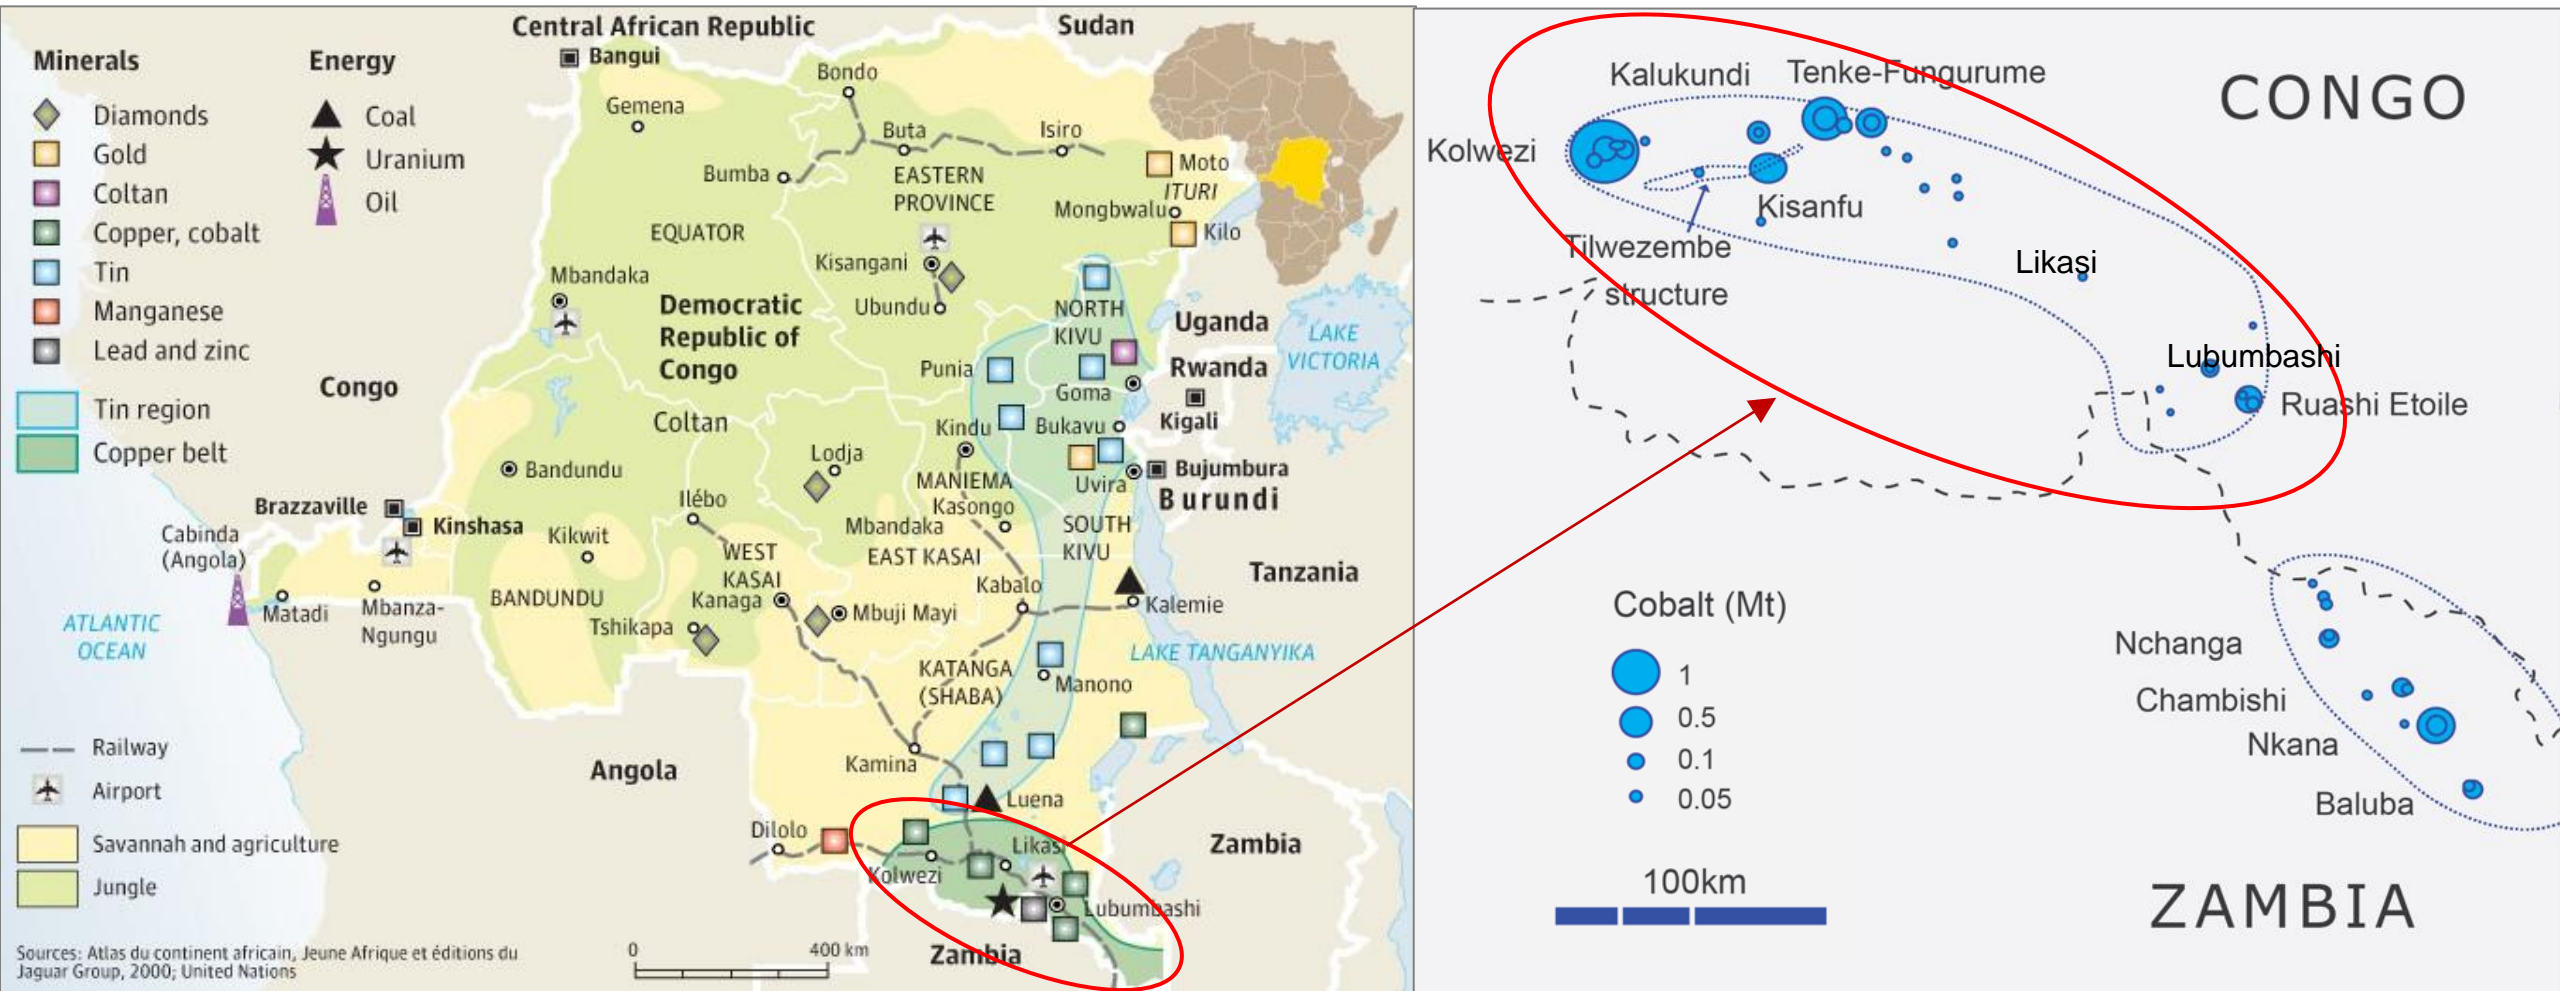 Minerals
Diamonds
Gold
Coltan
Copper, cobalt
Tin
Manganese
Lead and zinc
Tin region
Copper belt
Energy
Coal
Uranium
Oil
Railway
Airport
Savannah and agriculture
Jungle
Sources: Atlas du continent africain, Jeune Afrique et éditions du
Jaguar Group, 2000; United Nations
0
400 km
Central African Republic
Sudan
Bangui
Bondo
Gemena
Buta
Isiro
Bumba
EASTERN
PROVINCE
Moto
ITURI
Mongbwalu
Kilo
EQUATOR
Kisangani
Mbandaka
Democratic
Republic of
Congo
Ubundu
NORTH
KIVU
Uganda
LAKE
VICTORIA
Congo
Punia
Goma
Rwanda
Kigali
Coltan
Kindu
Bukavu
Lodja
Bandundu
MANIEMA
Uvira
Bujumbura
Burundi
Ilébo
Kasongo
Brazzaville
Kinshasa
Mbandaka
SOUTH
KIVU
Cabinda
(Angola)
Kikwit
WEST
KASAI
EAST KASAI
Tanzania
Kabalo
Matadi
Mbanza-
Ngungu
BANDUNDU
Kanaga
Mbuji Mayi
Kalemie
ATLANTIC
OCEAN
Tshikapa
KATANGA
(SHABA)
LAKE TANGANYIKA
Manono
Angola
Kamina
Luena
Dilolo
Likasi
Zambia
Kolwezi
Lubumbashi
Zambia
CONGO
Kalukundi
Tenke-Fungurume
Kolwezi
Kisanfu
Tilwezembe
structure
Likasi
Lubumbashi
Ruashi Etoile
Cobalt (Mt)
1
0.5
0.1
0.05
100km
Nchanga
Chambishi
Nkana
Baluba
ZAMBIA